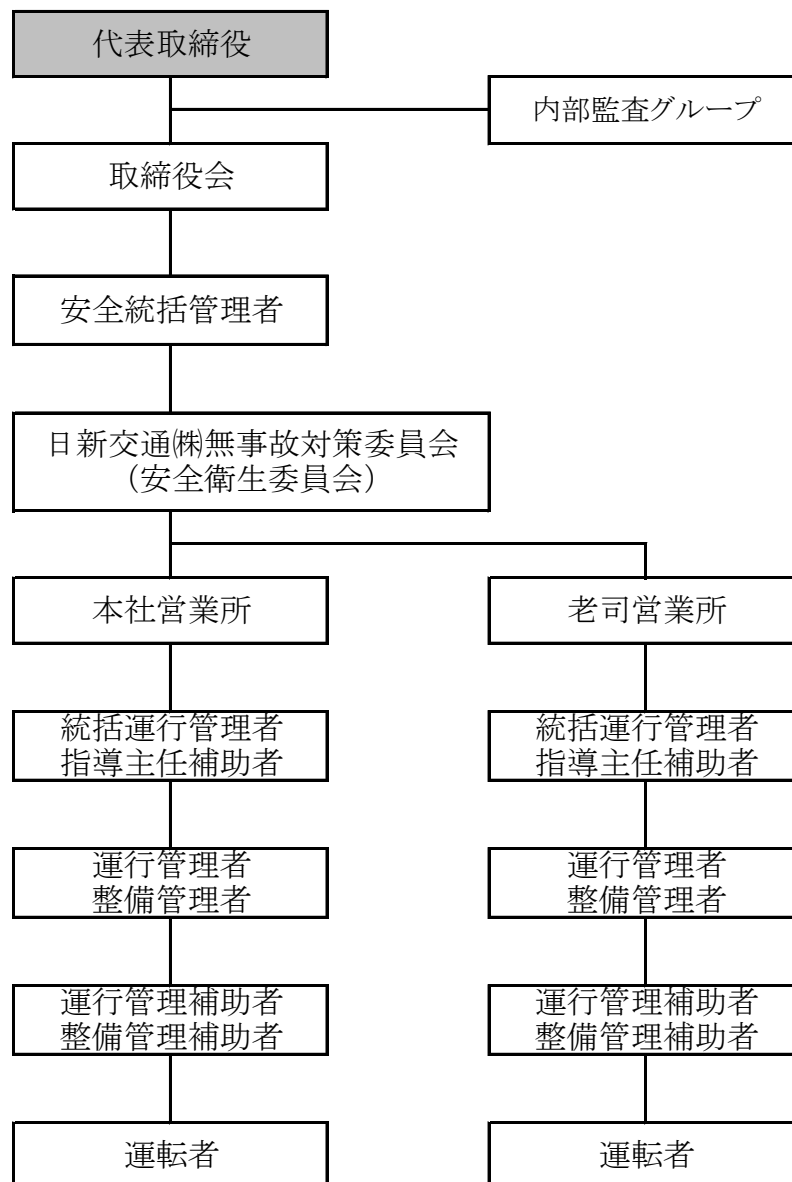 代表取締役
内部監査グループ
取締役会
安全統括管理者
日新交通㈱無事故対策委員会
(安全衛生委員会)
本社営業所
老司営業所
統括運行管理者
指導主任補助者
統括運行管理者
指導主任補助者
運行管理者
整備管理者
運行管理者
整備管理者
運行管理補助者
整備管理補助者
運行管理補助者
整備管理補助者
運転者
運転者